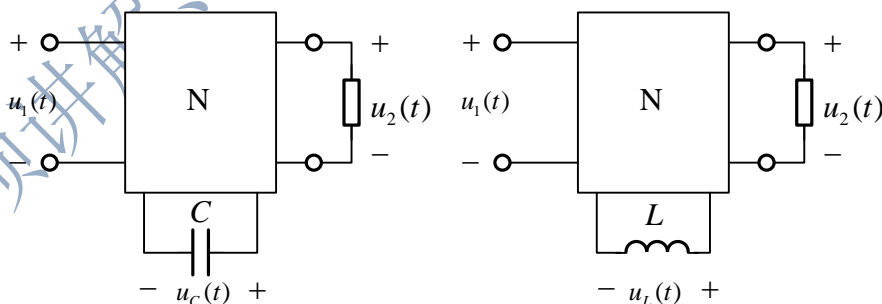 + + + +
u₁(t) N u₂(t) u₁(t) N u₂(t)
− − − −
C L
− u_C(t) + − u_L(t) +